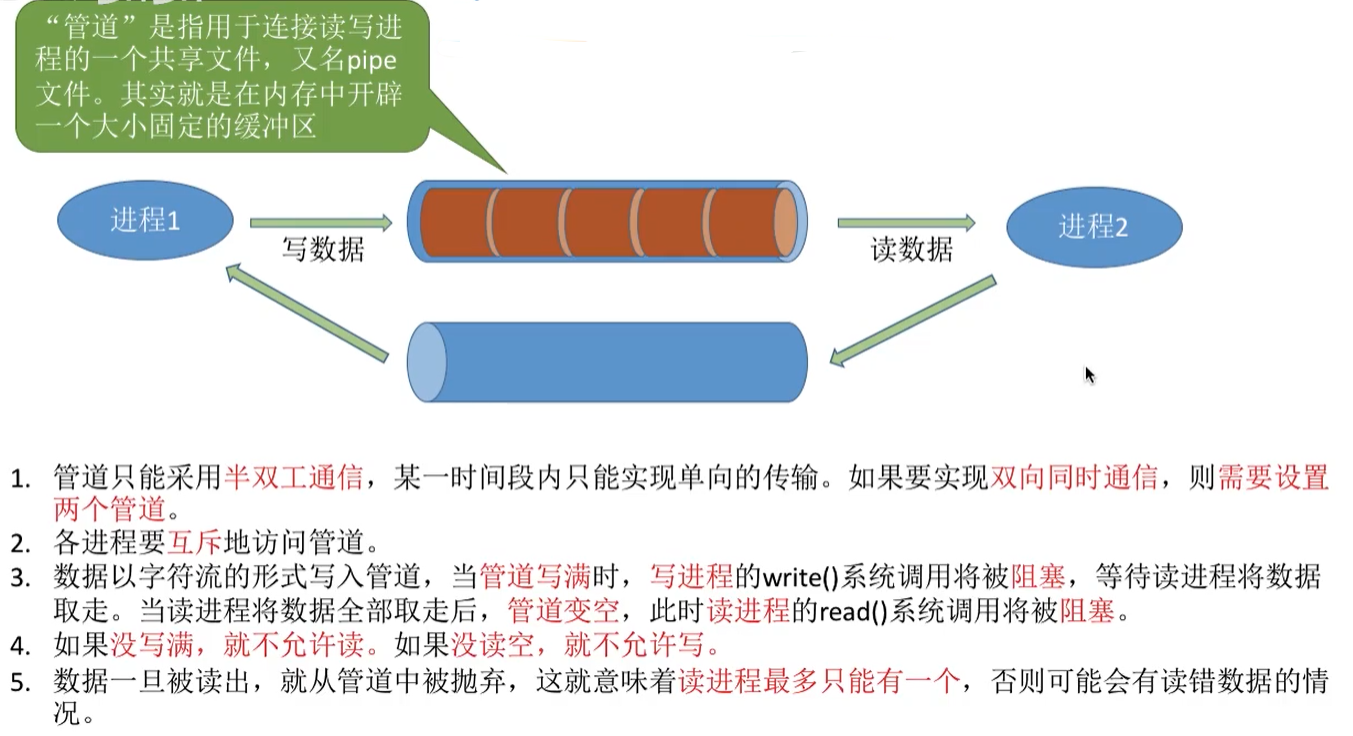 “管道”是指用于连接读写进
程的一个共享文件，又名pipe
文件。其实就是在内存中开辟
一个大小固定的缓冲区
进程1
写数据
读数据
进程2
1. 管道只能采用半双工通信，某一时间段内只能实现单向的传输。如果要实现双向同时通信，则需要设置
两个管道。
2. 各进程要互斥地访问管道。
3. 数据以字符流的形式写入管道，当管道写满时，写进程的write()系统调用将被阻塞，等待读进程将数据
取走。当读进程将数据全部取走后，管道变空，此时读进程的read()系统调用将被阻塞。
4. 如果没写满，就不允许读。如果没读空，就不允许写。
5. 数据一旦被读出，就从管道中被抛弃，这就意味着读进程最多只能有一个，否则可能会有读错数据的情
况。